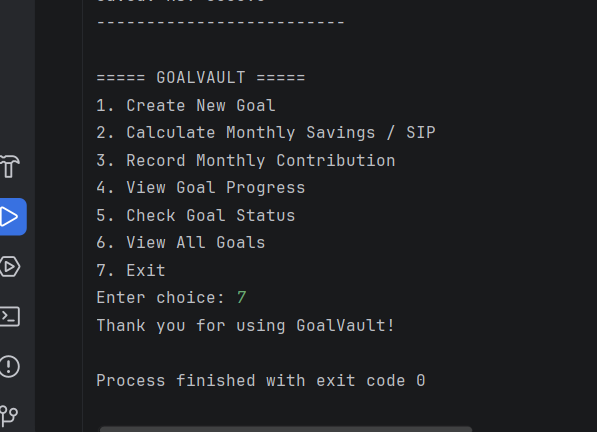 -------------------------
===== GOALVAULT =====
1. Create New Goal
2. Calculate Monthly Savings / SIP
3. Record Monthly Contribution
4. View Goal Progress
5. Check Goal Status
6. View All Goals
7. Exit
Enter choice: 7
Thank you for using GoalVault!
Process finished with exit code 0